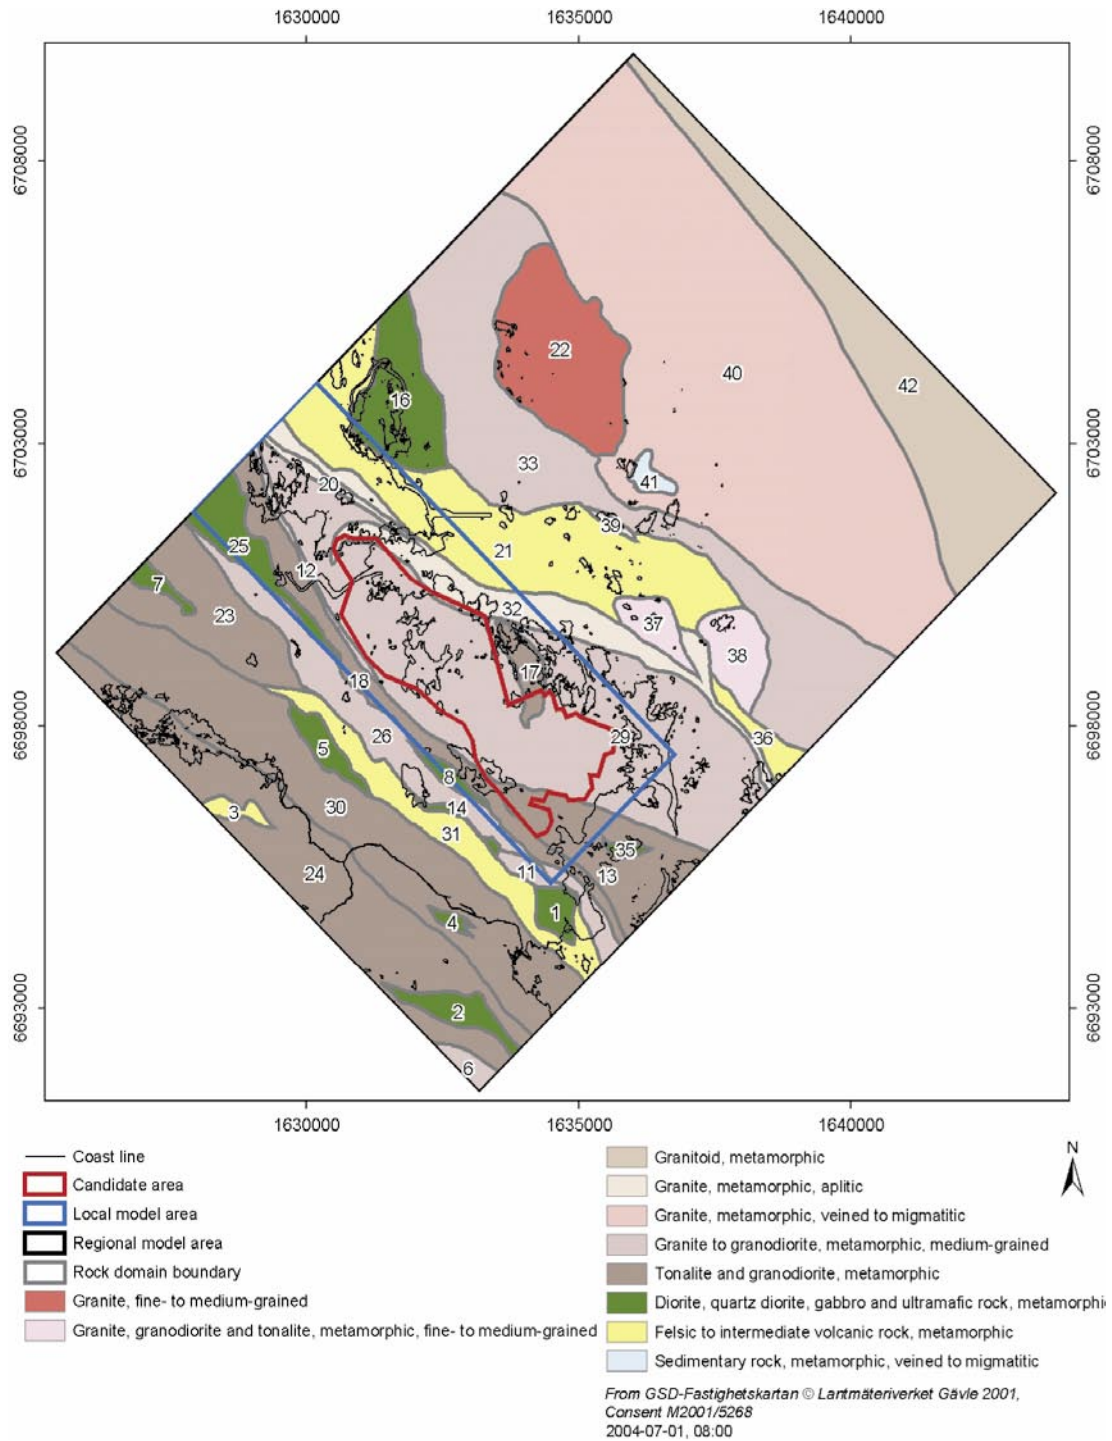 1630000
1635000
1640000
6708000
6708000
22
40
42
16
6703000
6703000
33
41
20
39
21
25
12
7
32
23
37
38
17
18
6698000
6698000
29
36
26
5
8
14
30
3
31
35
24
11
13
1
4
6693000
6693000
2
6
1630000
1635000
1640000
Coast line
Candidate area
Local model area
Regional model area
Rock domain boundary
Granite, fine- to medium-grained
Granite, granodiorite and tonalite, metamorphic, fine- to medium-grained
Granitoid, metamorphic
Granite, metamorphic, aplitic
Granite, metamorphic, veined to migmatitic
Granite to granodiorite, metamorphic, medium-grained
Tonalite and granodiorite, metamorphic
Diorite, quartz diorite, gabbro and ultramafic rock, metamorphi
Felsic to intermediate volcanic rock, metamorphic
Sedimentary rock, metamorphic, veined to migmatitic
N
From GSD-Fastighetskartan © Lantmäteriverket Gävle 2001,
Consent M2001/5268
2004-07-01, 08:00